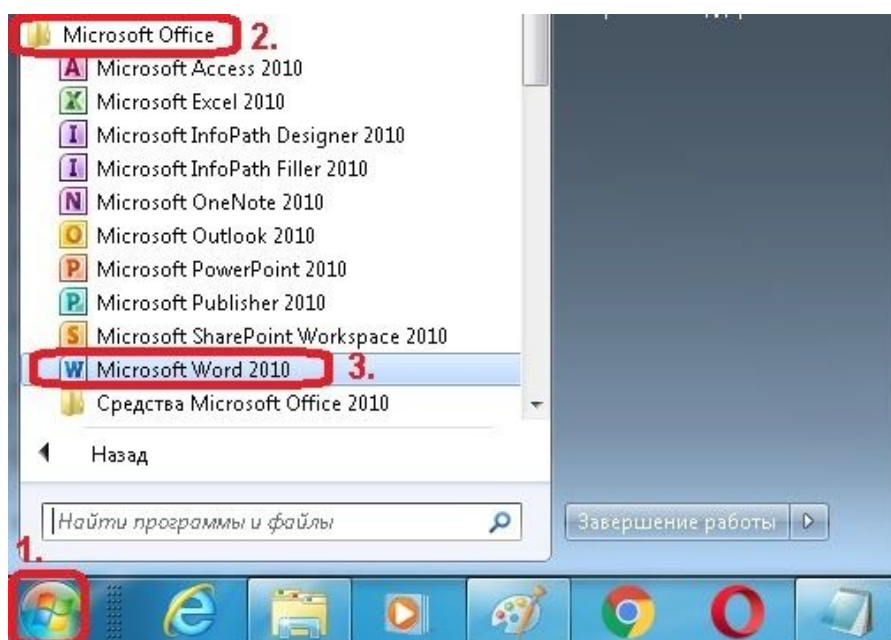 Microsoft Office 2.
Microsoft Access 2010
Microsoft Excel 2010
Microsoft InfoPath Designer 2010
Microsoft InfoPath Filler 2010
Microsoft OneNote 2010
Microsoft Outlook 2010
Microsoft PowerPoint 2010
Microsoft Publisher 2010
Microsoft SharePoint Workspace 2010
Microsoft Word 2010 3.
Средства Microsoft Office 2010
Назад
Найти программы и файлы
Завершение работы
1.